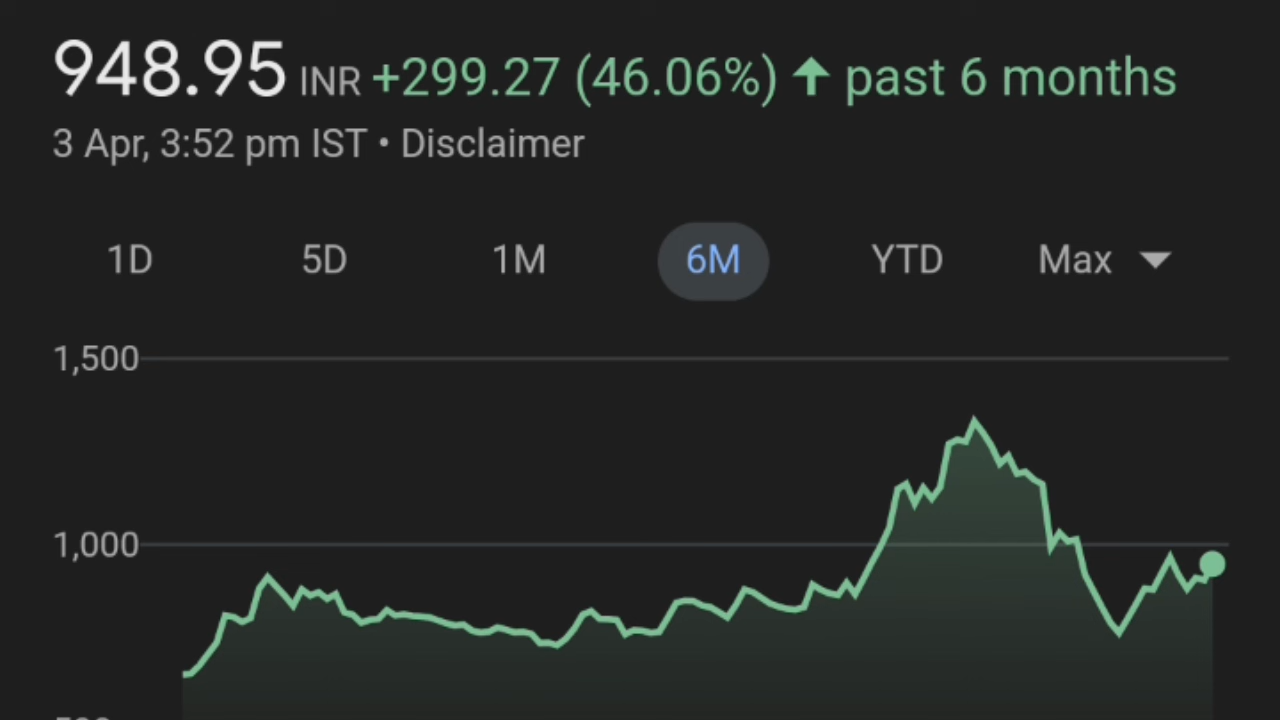 948.95 INR +299.27 (46.06%) ↑ past 6 months
3 Apr, 3:52 pm IST • Disclaimer
1D 5D 1M 6M YTD Max
1,500
1,000